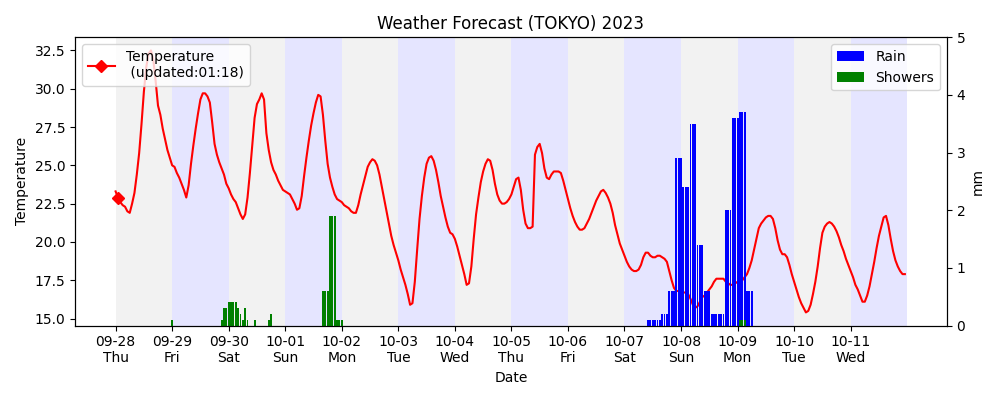 Weather Forecast (TOKYO) 2023
Temperature
(updated:01:18)
Rain
Showers
Temperature
32.5
30.0
27.5
25.0
22.5
20.0
17.5
15.0
5
4
3
2
1
0
mm
09-28 09-29 09-30 10-01 10-02 10-03 10-04 10-05 10-06 10-07 10-08 10-09 10-10 10-11
Thu Fri Sat Sun Mon Tue Wed Thu Fri Sat Sun Mon Tue Wed
Date